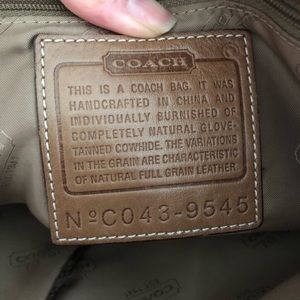 COACH
THIS IS A COACH BAG. IT WAS
HANDCRAFTED IN CHINA AND
INDIVIDUALLY BURNISHED OF
COMPLETELY NATURAL GLOVE-
TANNED COWHIDE. THE VARIATIONS
IN THE GRAIN ARE CHARACTERISTIC
OF NATURAL FULL GRAIN LEATHER
NºC043-9545